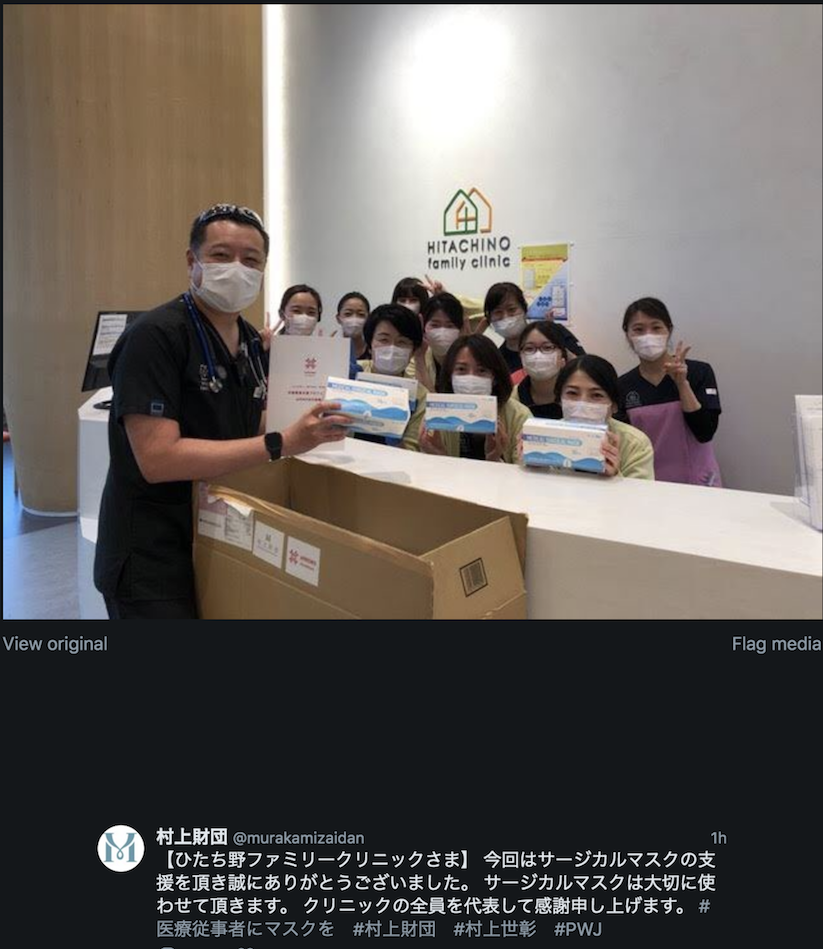 HITACHINO
family clinic
View original
Flag media
村上財団 @murakamizaidan
1h
【ひたち野ファミリークリニックさま】 今回はサージカルマスクの支
援を頂き誠にありがとうございました。 サージカルマスクは大切に使
わせて頂きます。 クリニックの全員を代表して感謝申し上げます。 #
医療従事者にマスクを #村上財団 #村上世彰 #PWJ